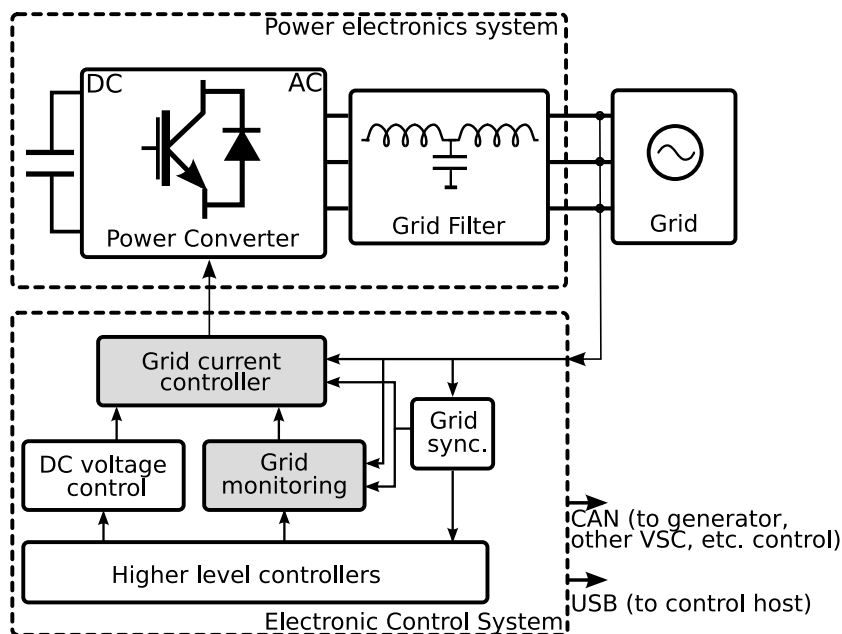 Power electronics system
DC
AC
Power Converter
Grid Filter
Grid
Grid current
controller
Grid
sync.
DC voltage
control
Grid
monitoring
Higher level controllers
CAN (to generator,
other VSC, etc. control)
USB (to control host)
Electronic Control System